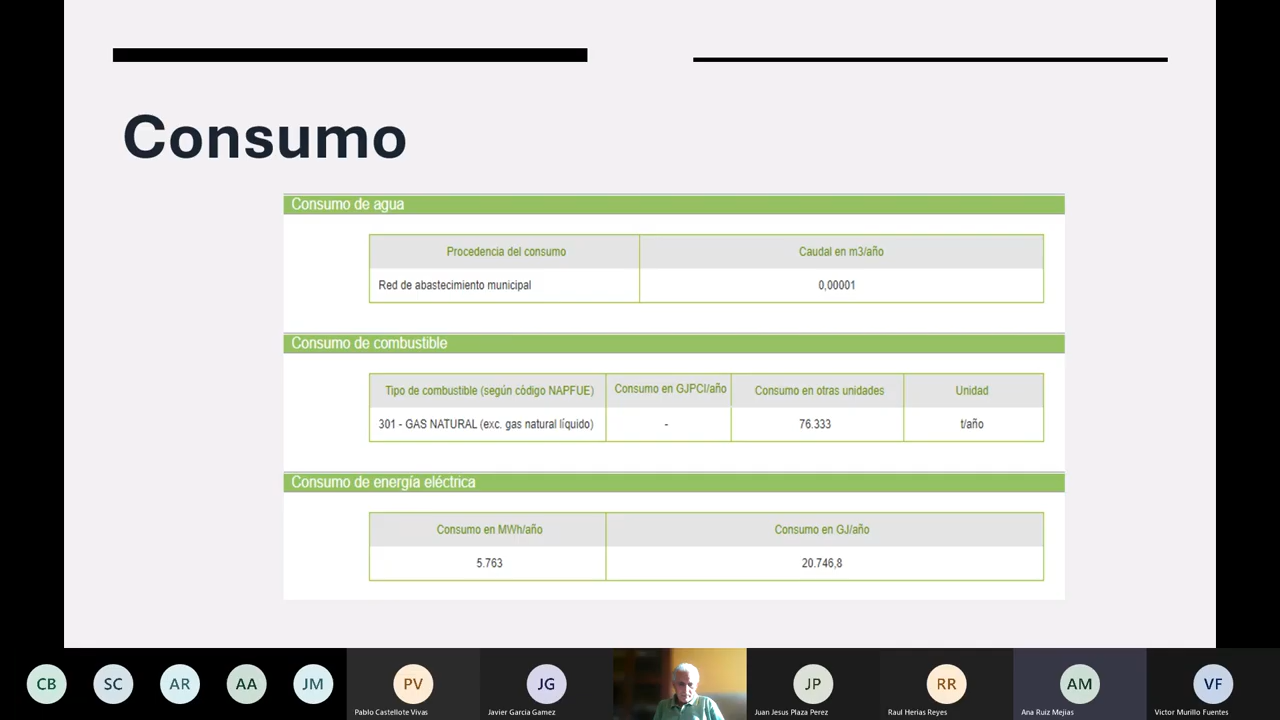 Consumo
Consumo de agua
Procedencia del consumo Caudal en m3/año
Red de abastecimiento municipal 0,00001
Consumo de combustible
Tipo de combustible (según código NAPFUE) Consumo en GJPCI/año Consumo en otras unidades Unidad
301 - GAS NATURAL (exc. gas natural líquido) - 76.333 t/año
Consumo de energía eléctrica
Consumo en MWh/año Consumo en GJ/año
5.763 20.746,8
CB SC AR AA JM PV JG JP RR AM VF
Pablo Castellote Vivas Javier García Gamez Juan Jesus Plaza Perez Raul Herias Reyes Ana Ruiz Mejias Victor Murillo Fuentes